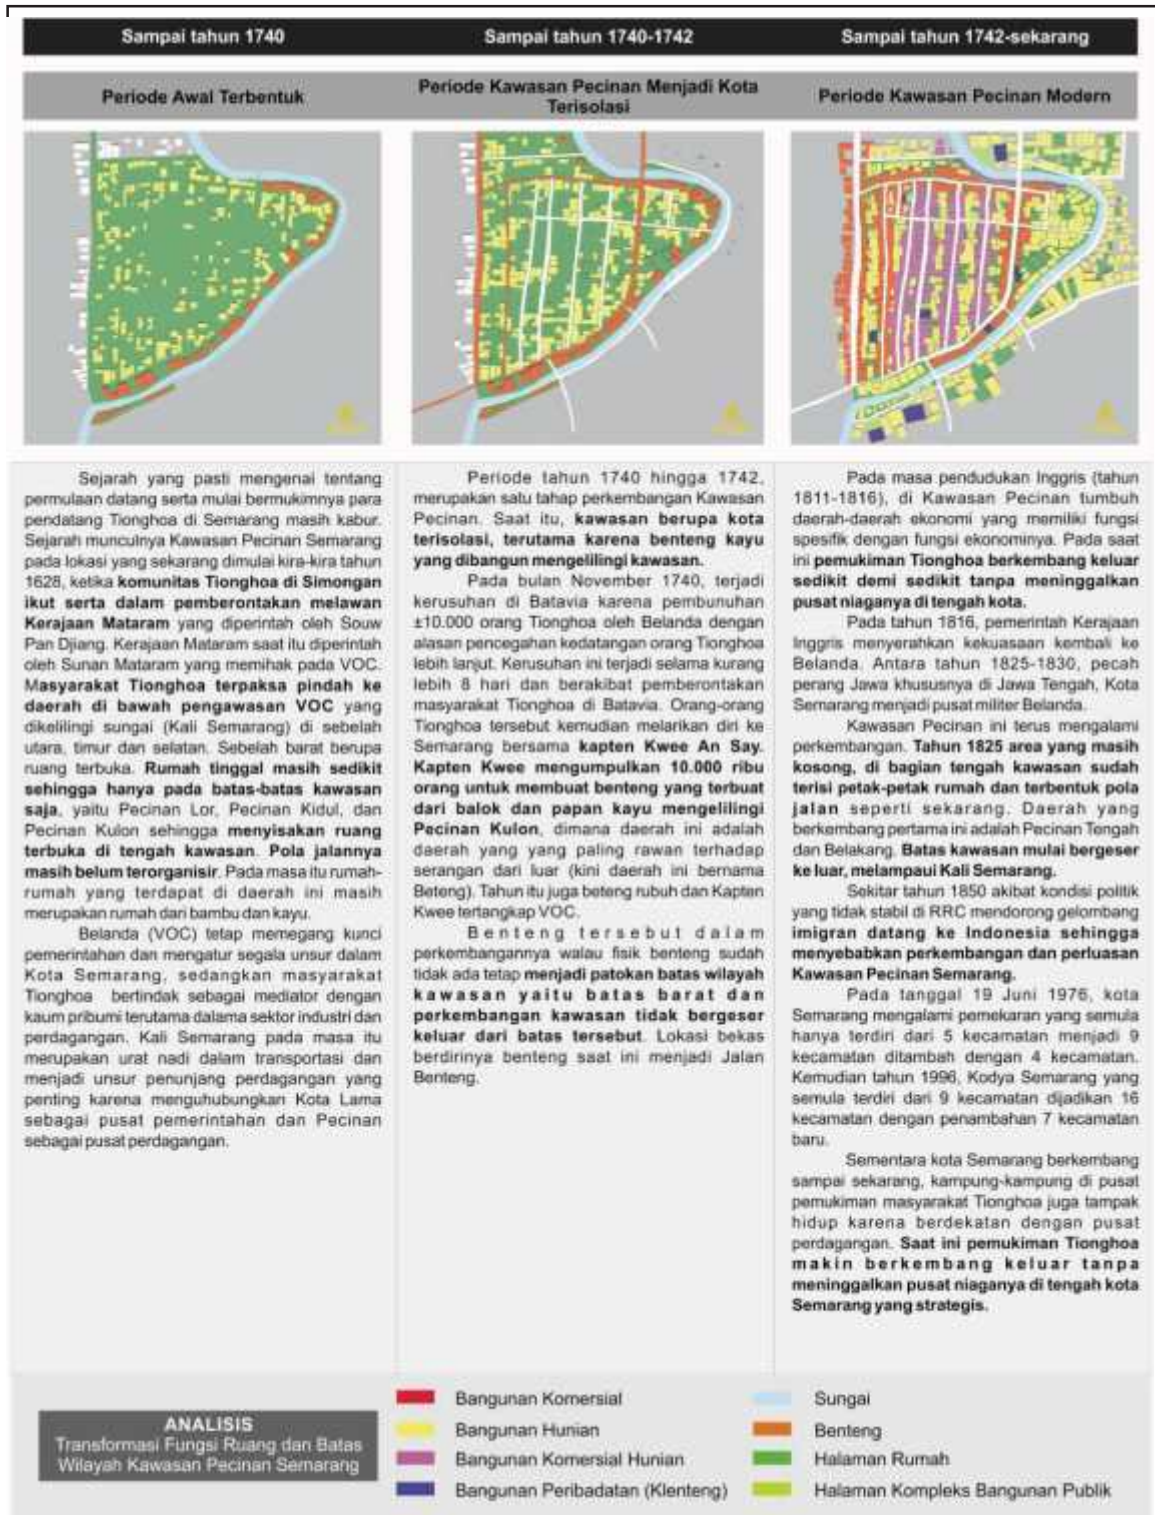 Sampai tahun 1740
Sampai tahun 1740-1742
Sampai tahun 1742-sekarang
Periode Awal Terbentuk
Periode Kawasan Pecinan Menjadi Kota
Terisolasi
Periode Kawasan Pecinan Modern
Sejarah yang pasti mengenai tentang
permulaan datang serta mulai bermukimnya para
pendatang Tionghoa di Semarang masih kabur.
Sejarah munculnya Kawasan Pecinan Semarang
pada lokasi yang sekarang dimulai kira-kira tahun
1628, ketika komunitas Tionghoa di Simongan
ikut serta dalam pemberontakan melawan
Kerajaan Mataram yang diperintah oleh Souw
Pan Djiang. Kerajaan Mataram saat itu diperintah
oleh Sunan Mataram yang memihak pada VOC.
Masyarakat Tionghoa terpaksa pindah ke
daerah di bawah pengawasan VOC yang
dikelilingi sungai (Kali Semarang) di sebelah
utara, timur dan selatan. Sebelah barat berupa
ruang terbuka. Rumah tinggal masih sedikit
sehingga hanya pada batas-batas kawasan
saja, yaitu Pecinan Lor, Pecinan Kidul, dan
Pecinan Kulon sehingga menyisakan ruang
terbuka di tengah kawasan. Pola jalannya
masih belum terorganisir. Pada masa itu rumah-
rumah yang terdapat di daerah ini masih
merupakan rumah dari bambu dan kayu.
Belanda (VOC) tetap memegang kunci
pemerintahan dan mengatur segala unsur dalam
Kota Semarang, sedangkan masyarakat
Tionghoa bertindak sebagai mediator dengan
kaum pribumi terutama dalama sektor industri dan
perdagangan. Kali Semarang pada masa itu
merupakan urat nadi dalam transportasi dan
menjadi unsur penunjang perdagangan yang
penting karena menguhubungkan Kota Lama
sebagai pusat pemerintahan dan Pecinan
sebagai pusat perdagangan.
Periode tahun 1740 hingga 1742,
merupakan satu tahap perkembangan Kawasan
Pecinan. Saat itu, kawasan berupa kota
terisolasi, terutama karena benteng kayu
yang dibangun mengelilingi kawasan.
Pada bulan November 1740, terjadi
kerusuhan di Batavia karena pembunuhan
±10.000 orang Tionghoa oleh Belanda dengan
alasan pencegahan kedatangan orang Tionghoa
lebih lanjut. Kerusuhan ini terjadi selama kurang
lebih 8 hari dan berakibat pemberontakan
masyarakat Tionghoa di Batavia. Orang-orang
Tionghoa tersebut kemudian melarikan diri ke
Semarang bersama kapten Kwee An Say.
Kapten Kwee mengumpulkan 10.000 ribu
orang untuk membuat benteng yang terbuat
dari balok dan papan kayu mengelilingi
Pecinan Kulon, dimana daerah ini adalah
daerah yang yang paling rawan terhadap
serangan dari luar (kini daerah ini bernama
Beteng). Tahun itu juga beteng rubuh dan Kapten
Kwee tertangkap VOC.
Benteng tersebut dalam
perkembangannya walau fisik benteng sudah
tidak ada tetap menjadi patokan batas wilayah
kawasan yaitu batas barat dan
perkembangan kawasan tidak bergeser
keluar dari batas tersebut. Lokasi bekas
berdirinya benteng saat ini menjadi Jalan
Benteng.
Pada masa pendudukan Inggris (tahun
1811-1816), di Kawasan Pecinan tumbuh
daerah-daerah ekonomi yang memiliki fungsi
spesifik dengan fungsi ekonominya. Pada saat
ini pemukiman Tionghoa berkembang keluar
sedikit demi sedikit tanpa meninggalkan
pusat niaganya di tengah kota.
Pada tahun 1816, pemerintah Kerajaan
Inggris menyerahkan kekuasaan kembali ke
Belanda. Antara tahun 1825-1830, pecah
perang Jawa khususnya di Jawa Tengah, Kota
Semarang menjadi pusat militer Belanda.
Kawasan Pecinan ini terus mengalami
perkembangan. Tahun 1825 area yang masih
kosong, di bagian tengah kawasan sudah
terisi petak-petak rumah dan terbentuk pola
jalan seperti sekarang. Daerah yang
berkembang pertama ini adalah Pecinan Tengah
dan Belakang. Batas kawasan mulai bergeser
ke luar, melampaui Kali Semarang.
Sekitar tahun 1850 akibat kondisi politik
yang tidak stabil di RRC mendorong gelombang
imigran datang ke Indonesia sehingga
menyebabkan perkembangan dan perluasan
Kawasan Pecinan Semarang.
Pada tanggal 19 Juni 1976, kota
Semarang mengalami pemekaran yang semula
hanya terdiri dari 5 kecamatan menjadi 9
kecamatan ditambah dengan 4 kecamatan.
Kemudian tahun 1996, Kodya Semarang yang
semula terdiri dari 9 kecamatan dijadikan 16
kecamatan dengan penambahan 7 kecamatan
baru.
Sementara kota Semarang berkembang
sampai sekarang, kampung-kampung di pusat
pemukiman masyarakat Tionghoa juga tampak
hidup karena berdekatan dengan pusat
perdagangan. Saat ini pemukiman Tionghoa
makin berkembang keluar tanpa
meninggalkan pusat niaganya di tengah kota
Semarang yang strategis.
ANALISIS
Transformasi Fungsi Ruang dan Batas
Wilayah Kawasan Pecinan Semarang
Bangunan Komersial
Bangunan Hunian
Bangunan Komersial Hunian
Bangunan Peribadatan (Klenteng)
Sungai
Benteng
Halaman Rumah
Halaman Kompleks Bangunan Publik